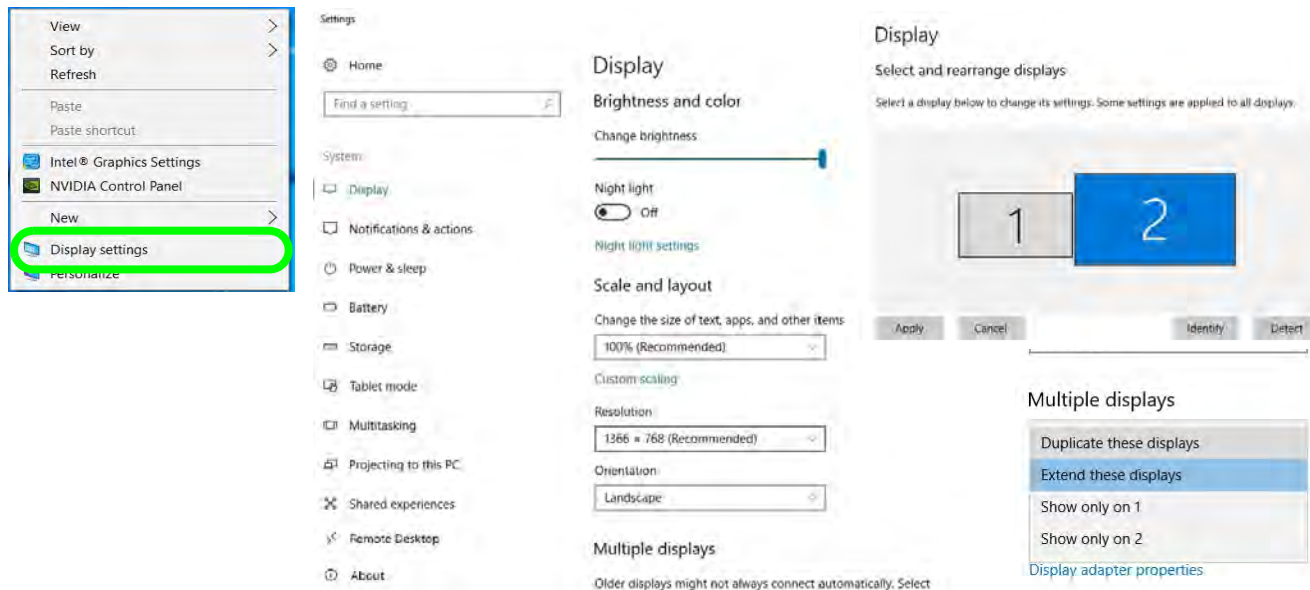 View
Sort by
Refresh
Paste
Paste shortcut
Intel® Graphics Settings
NVIDIA Control Panel
New
Display settings
Personalize
Settings
Home
Find a setting
System
Display
Notifications & actions
Power & sleep
Battery
Storage
Tablet mode
Multitasking
Projecting to this PC
Shared experiences
Remote Desktop
About
Display
Brightness and color
Change brightness
Night light
Off
Night light settings
Scale and layout
Change the size of text, apps, and other items
100% (Recommended)
Custom scaling
Resolution
1366 × 768 (Recommended)
Orientation
Landscape
Multiple displays
Older displays might not always connect automatically. Select
Display
Select and rearrange displays
Select a display below to change its settings. Some settings are applied to all displays.
1
2
Apply Cancel Identify Detect
Multiple displays
Duplicate these displays
Extend these displays
Show only on 1
Show only on 2
Display adapter properties